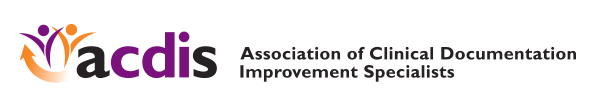 acdis
Association of Clinical Documentation
Improvement Specialists